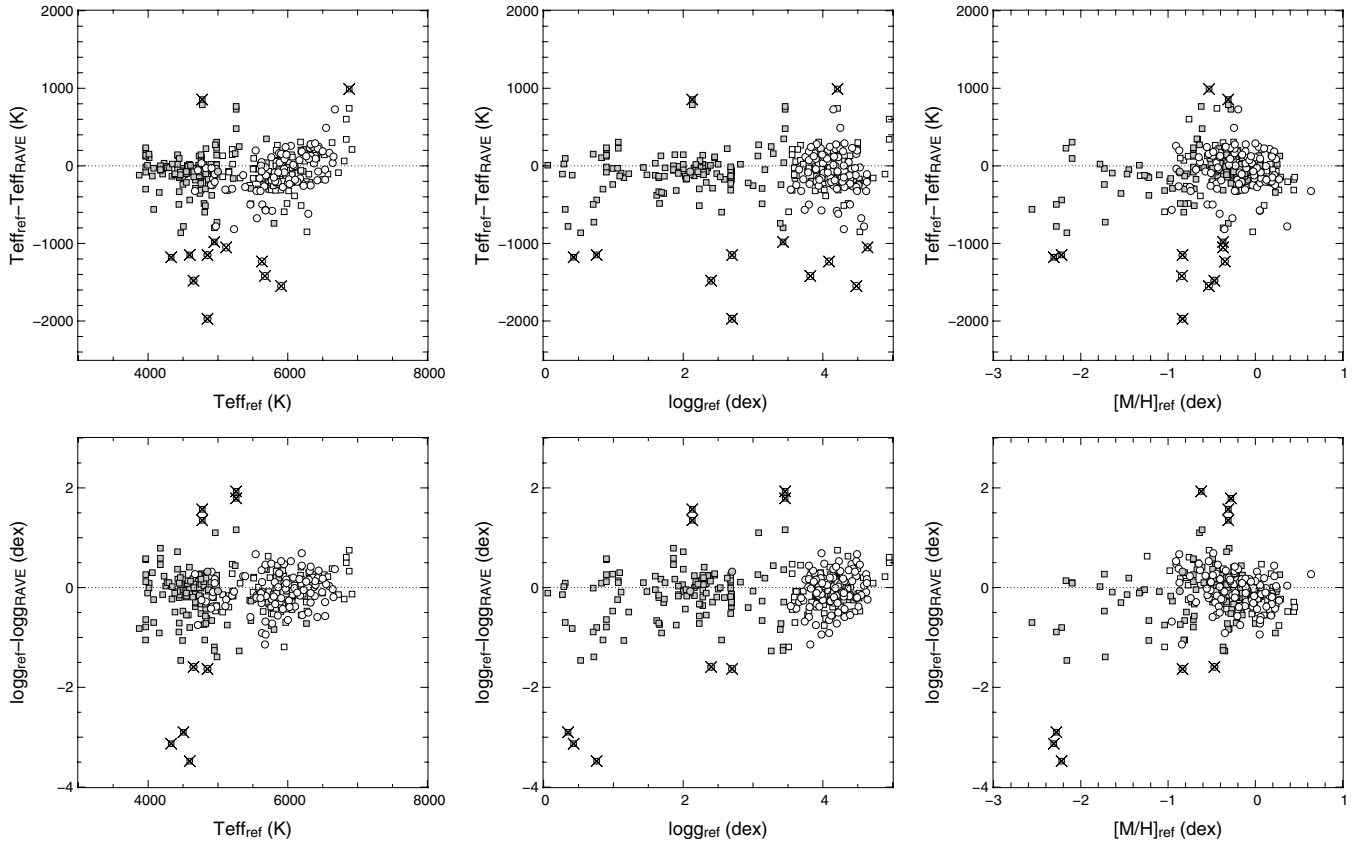 2000
1000
0
−1000
−2000
Teff_ref−Teff_RAVE (K)
4000 6000 8000
Teff_ref (K)
2000
1000
0
−1000
−2000
Teff_ref−Teff_RAVE (K)
0 2 4
logg_ref (dex)
2000
1000
0
−1000
−2000
Teff_ref−Teff_RAVE (K)
−3 −2 −1 0 1
[M/H]_ref (dex)
2
0
−2
−4
logg_ref−logg_RAVE (dex)
4000 6000 8000
Teff_ref (K)
2
0
−2
−4
logg_ref−logg_RAVE (dex)
0 2 4
logg_ref (dex)
2
0
−2
−4
logg_ref−logg_RAVE (dex)
−3 −2 −1 0 1
[M/H]_ref (dex)